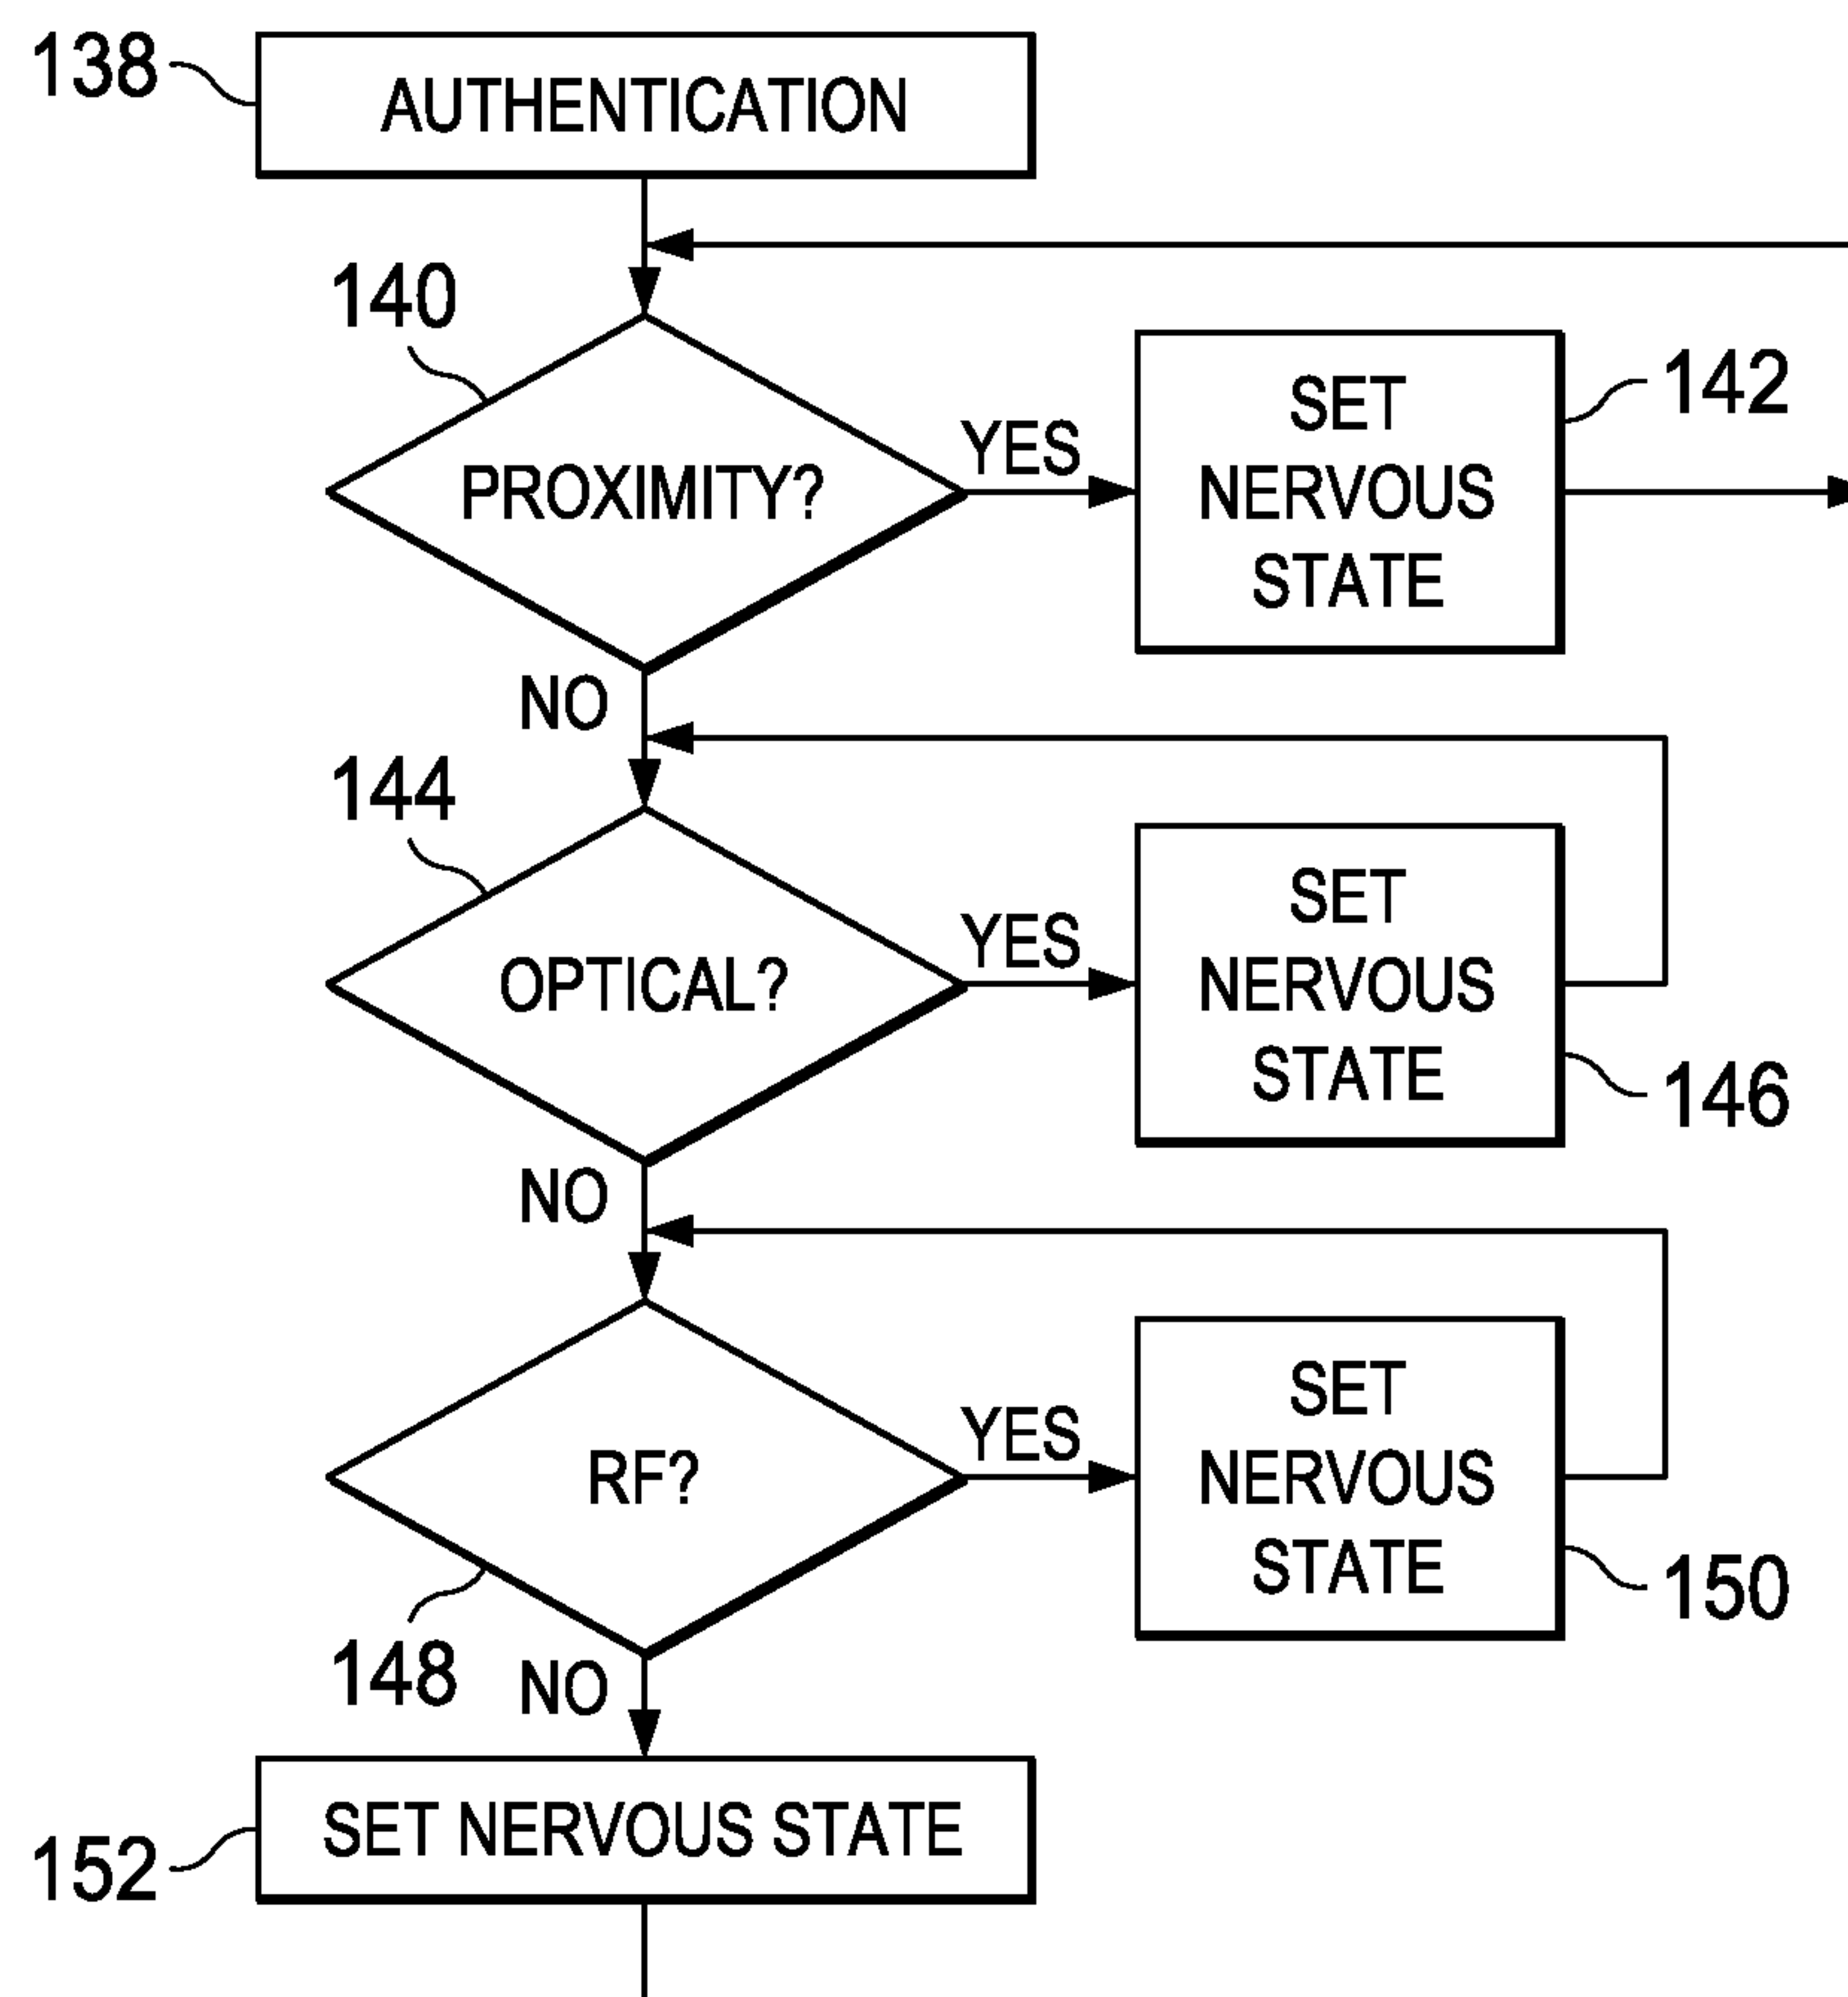 138
AUTHENTICATION
140
PROXIMITY?
YES
SET
NERVOUS
STATE
142
NO
144
OPTICAL?
YES
SET
NERVOUS
STATE
146
NO
RF?
YES
SET
NERVOUS
STATE
150
148
NO
SET NERVOUS STATE
152